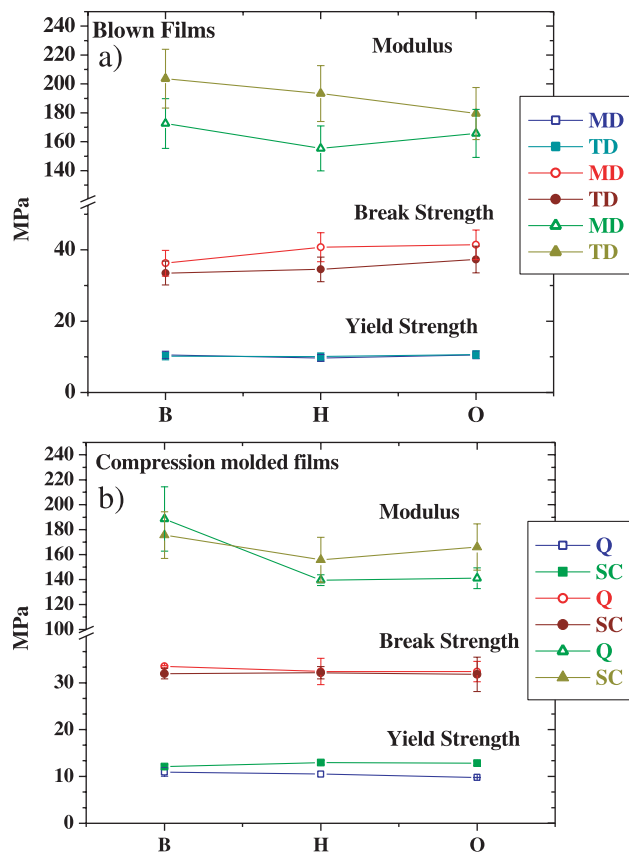 Blown Films
a)
Modulus
Break Strength
Yield Strength
MPa
240
220
200
180
160
140
40
20
0
B H O
MD
TD
MD
TD
MD
TD
Compression molded films
b)
Modulus
Break Strength
Yield Strength
MPa
240
220
200
180
160
140
120
100
30
20
10
0
B H O
Q
SC
Q
SC
Q
SC